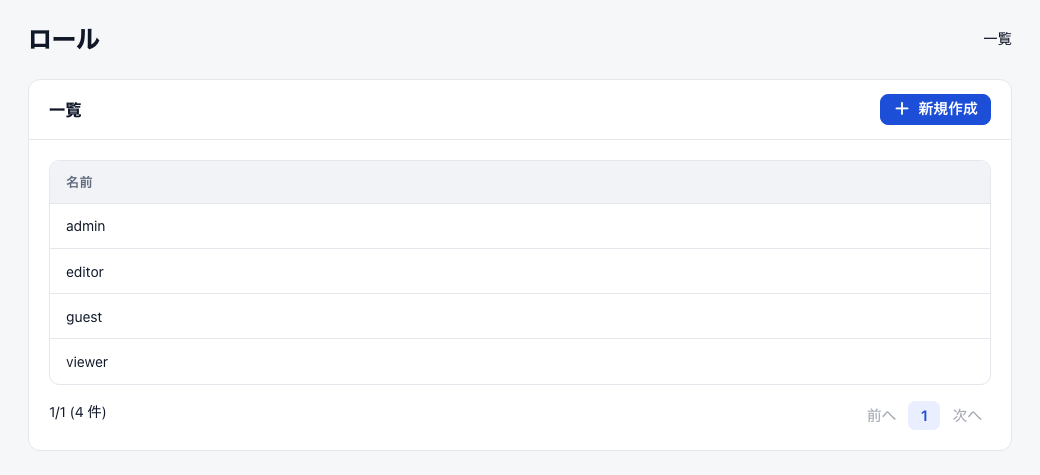 ロール
一覧
一覧
新規作成
名前
admin
editor
guest
viewer
1/1 (4 件)
前へ 1 次へ